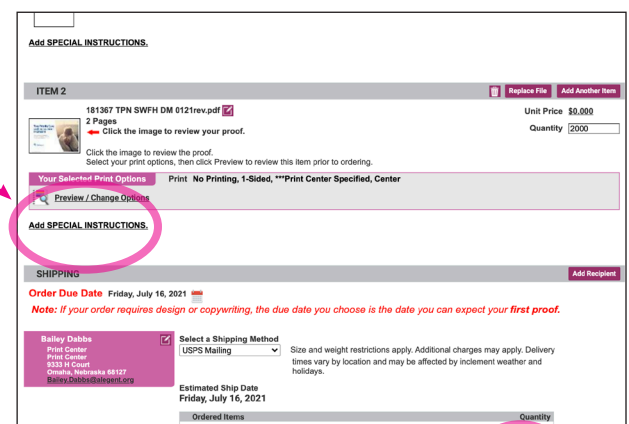 Add SPECIAL INSTRUCTIONS.
ITEM 2
Replace File
Add Another Item
181367 TPN SWFH DM 0121rev.pdf
2 Pages
Click the image to review your proof.
Unit Price $0.000
Quantity 2000
Click the image to review the proof.
Select your print options, then click Preview to review this item prior to ordering.
Your Selected Print Options
Print No Printing, 1-Sided, ***Print Center Specified, Center
Preview / Change Options
Add SPECIAL INSTRUCTIONS.
SHIPPING
Add Recipient
Order Due Date Friday, July 16, 2021
Note: If your order requires design or copywriting, the due date you choose is the date you can expect your first proof.
Bailey Dabbs
Print Center
Print Center
9333 H Court
Omaha, Nebraska 68127
Bailey.Dabbs@alegent.org
Select a Shipping Method
USPS Mailing
Size and weight restrictions apply. Additional charges may apply. Delivery
times vary by location and may be affected by inclement weather and
holidays.
Estimated Ship Date
Friday, July 16, 2021
Ordered Items
Quantity